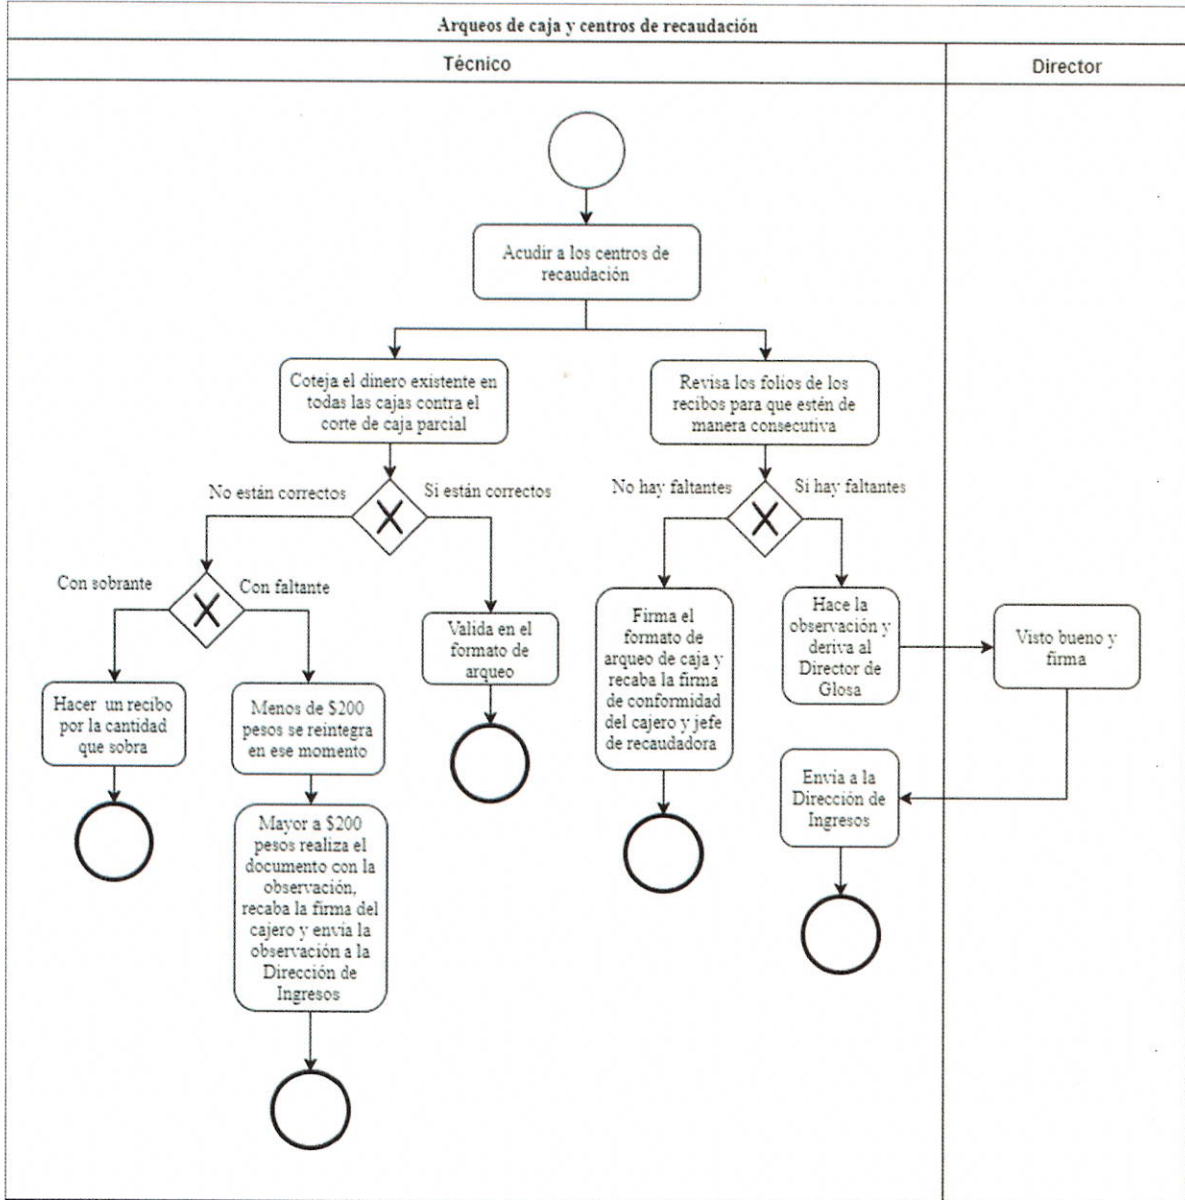 Arqueos de caja y centros de recaudación
Técnico
Director
Acudir a los centros de
recaudación
Coteja el dinero existente en
todas las cajas contra el
corte de caja parcial
Revisa los folios de los
recibos para que estén de
manera consecutiva
No están correctos
Si están correctos
No hay faltantes
Si hay faltantes
Con sobrante
Con faltante
Valida en el
formato de
arqueo
Firma el
formato de
arqueo de caja y
recaba la firma
de conformidad
del cajero y jefe
de recaudadora
Hace la
observación y
deriva al
Director de
Glosa
Visto bueno y
firma
Hacer un recibo
por la cantidad
que sobra
Menos de $200
pesos se reintegra
en ese momento
Envia a la
Dirección de
Ingresos
Mayor a $200
pesos realiza el
documento con la
observación,
recaba la firma del
cajero y envia la
observación a la
Dirección de
Ingresos